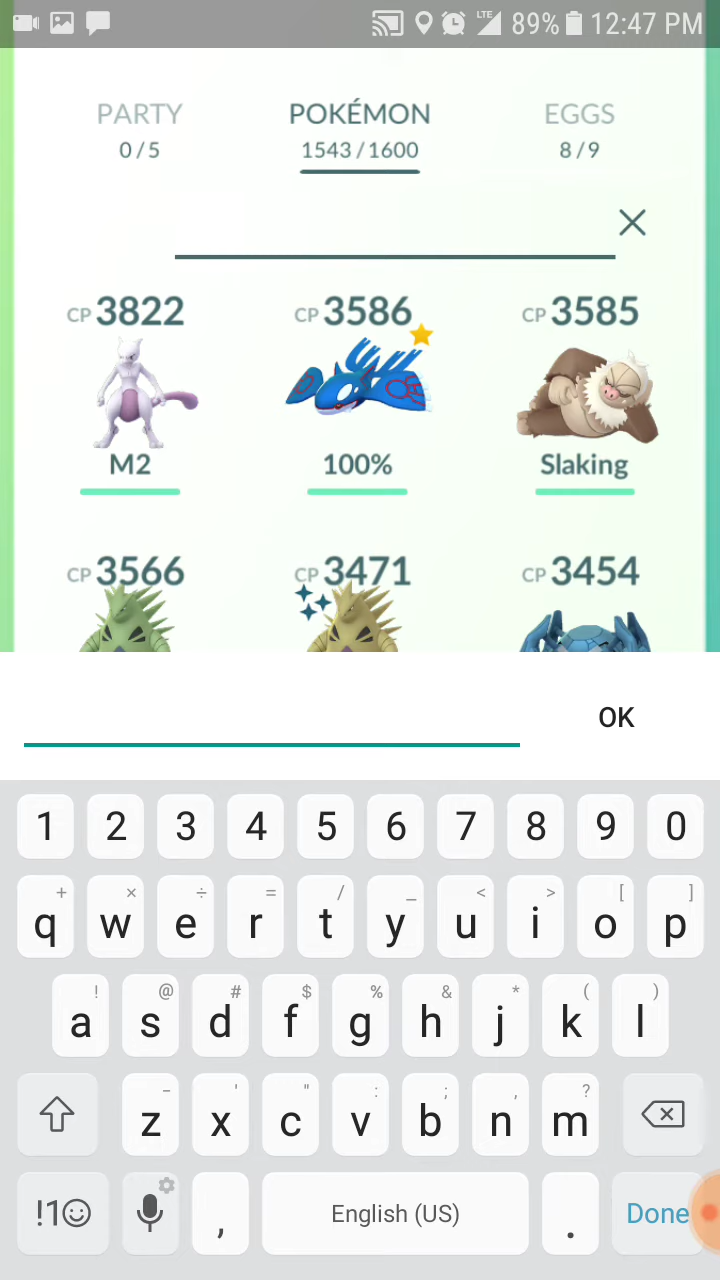 LTE 89% 12:47 PM
PARTY POKÉMON EGGS
0/5 1543/1600 8/9
CP 3822 CP 3586 CP 3585
M2 100% Slaking
CP 3566 CP 3471 CP 3454
OK
1 2 3 4 5 6 7 8 9 0
+ × ÷ = / _ < > [ ]
q w e r t y u i o p
! @ # $ % & * ( )
a s d f g h j k l
- ' " : ; , ?
z x c v b n m
!1☺ , English (US) . Done